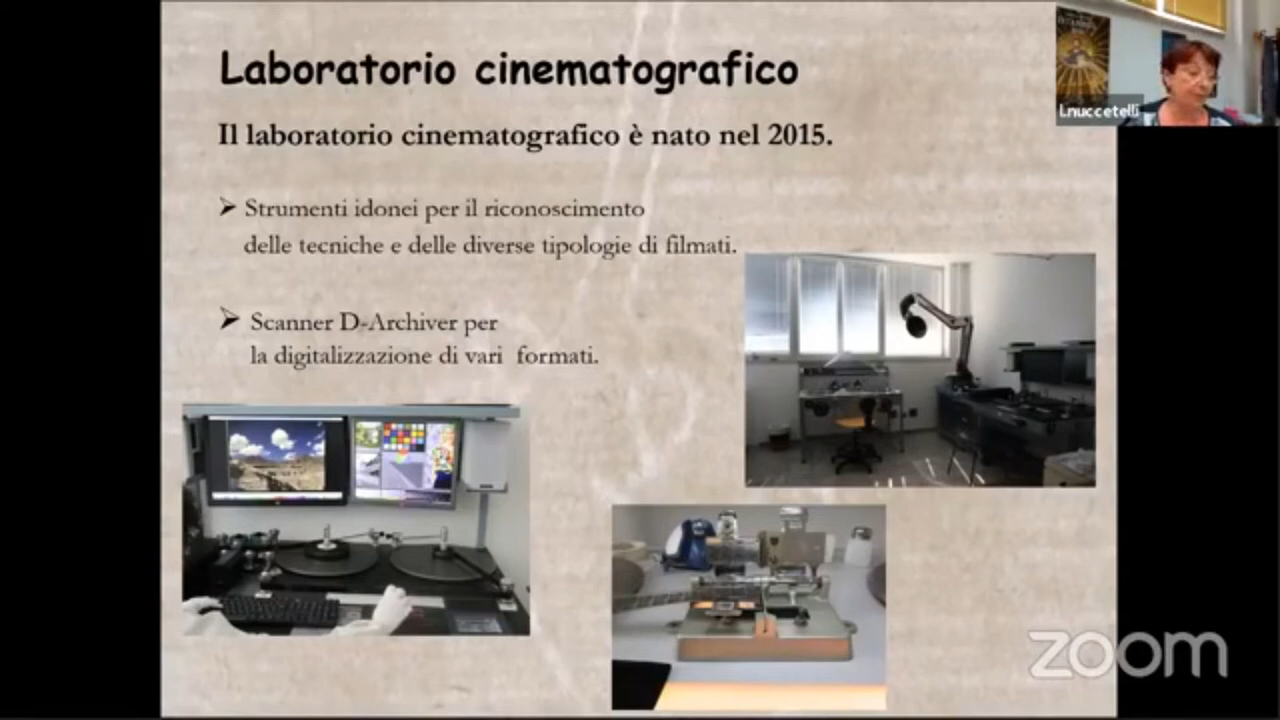 Laboratorio cinematografico
Il laboratorio cinematografico è nato nel 2015.
➢ Strumenti idonei per il riconoscimento
delle tecniche e delle diverse tipologie di filmati.
➢ Scanner D-Archiver per
la digitalizzazione di vari formati.
l.nuccetelli
zoom